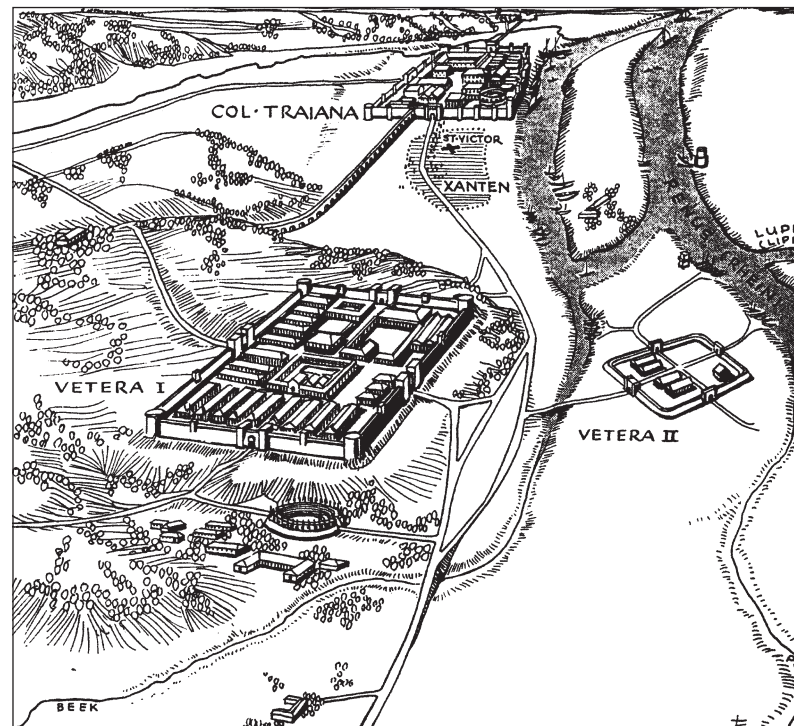 COL·TRAIANA
ST·VICTOR
XANTEN
VETERA I
VETERA II
BEEK